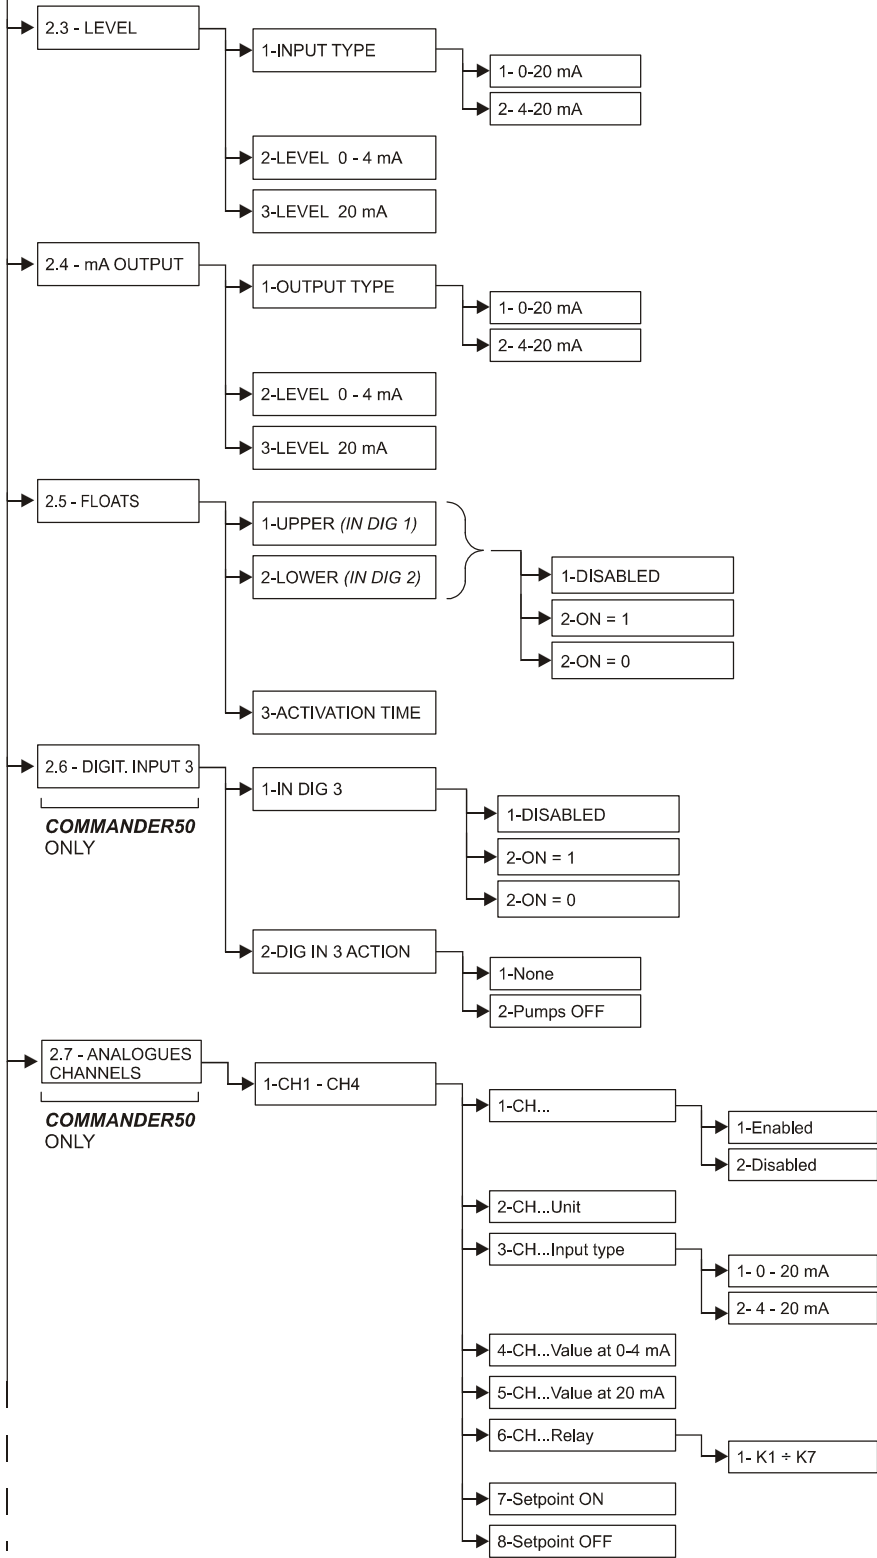 2.3 - LEVEL
1-INPUT TYPE
1- 0-20 mA
2- 4-20 mA
2-LEVEL 0 - 4 mA
3-LEVEL 20 mA
2.4 - mA OUTPUT
1-OUTPUT TYPE
1- 0-20 mA
2- 4-20 mA
2-LEVEL 0 - 4 mA
3-LEVEL 20 mA
2.5 - FLOATS
1-UPPER (IN DIG 1)
2-LOWER (IN DIG 2)
1-DISABLED
2-ON = 1
2-ON = 0
3-ACTIVATION TIME
2.6 - DIGIT. INPUT 3
COMMANDER50
ONLY
1-IN DIG 3
1-DISABLED
2-ON = 1
2-ON = 0
2-DIG IN 3 ACTION
1-None
2-Pumps OFF
2.7 - ANALOGUES
CHANNELS
COMMANDER50
ONLY
1-CH1 - CH4
1-CH...
1-Enabled
2-Disabled
2-CH...Unit
3-CH...Input type
1- 0 - 20 mA
2- 4 - 20 mA
4-CH...Value at 0-4 mA
5-CH...Value at 20 mA
6-CH...Relay
1- K1 ÷ K7
7-Setpoint ON
8-Setpoint OFF